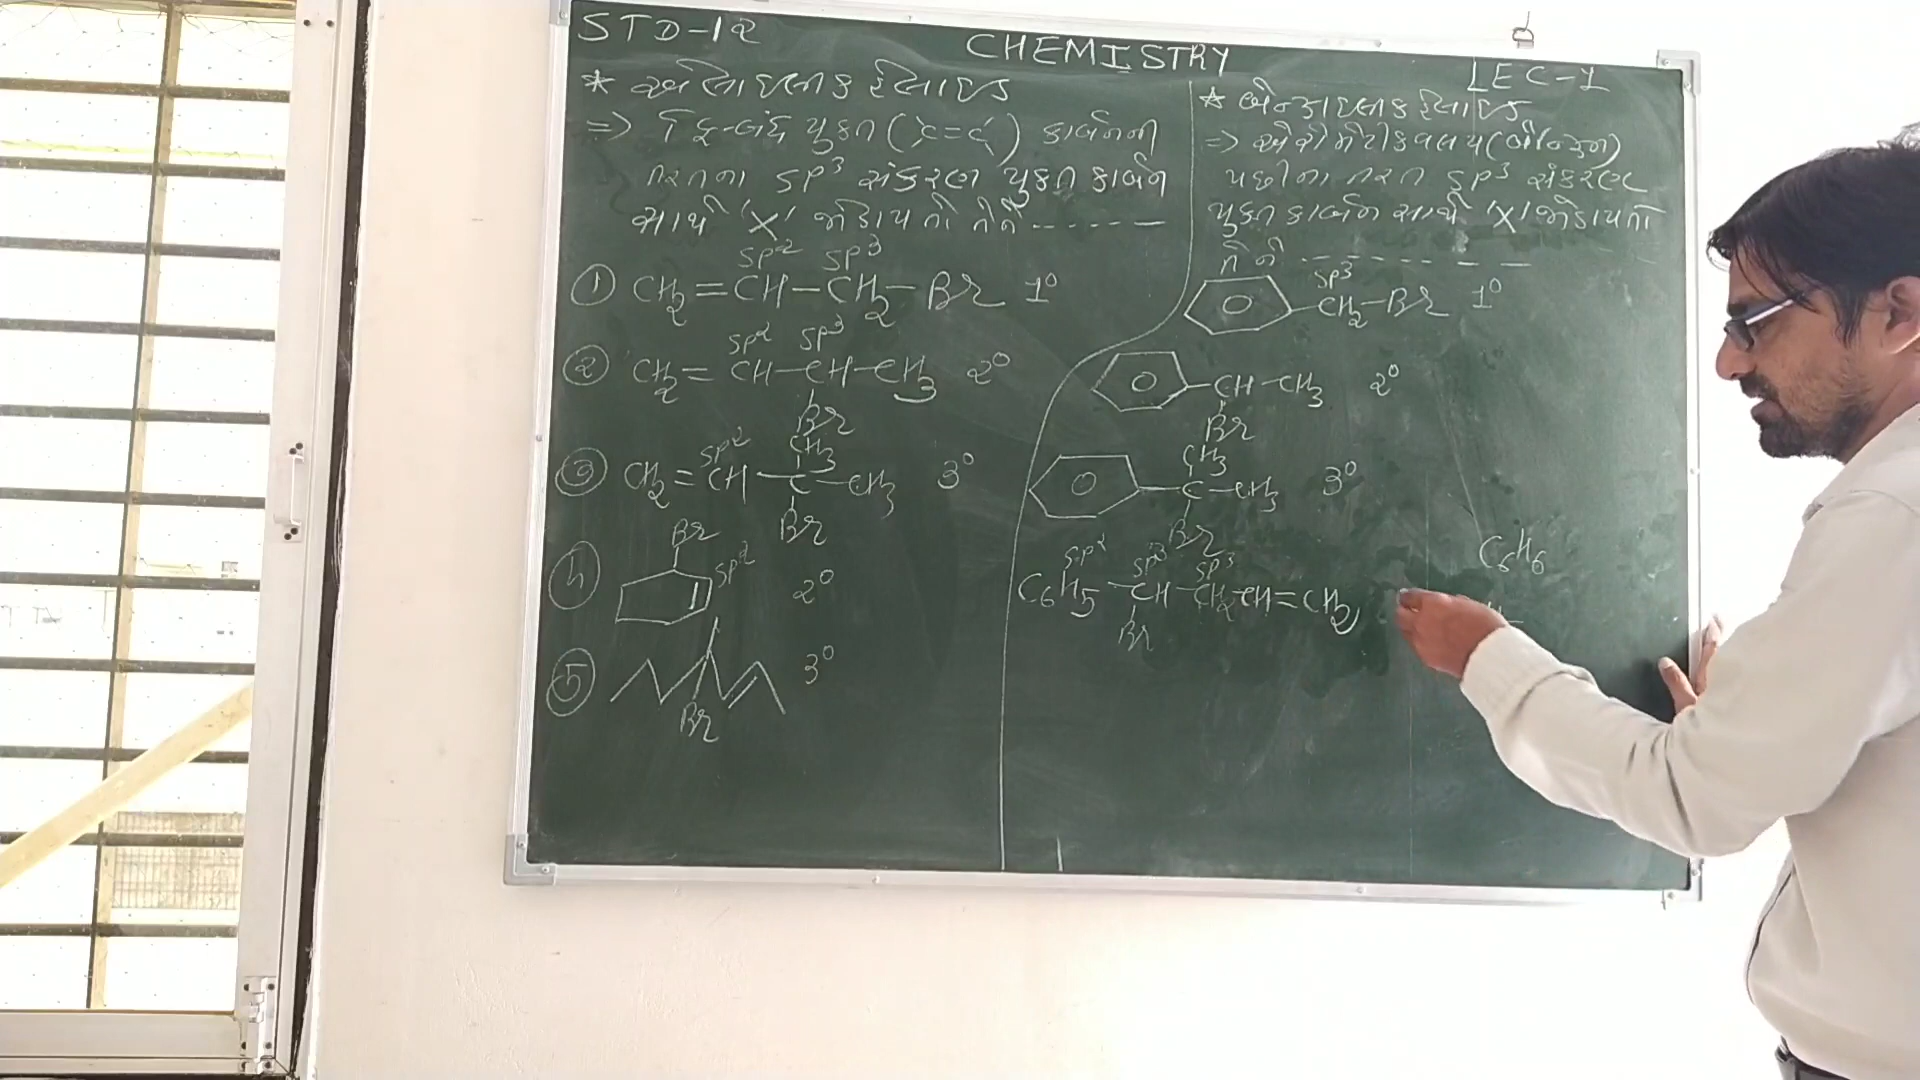 STD-12
CHEMISTRY
LEC-1
* એલિલિક હેલાઇડ
=> દ્વિ-બંધ યુક્ત (>C=C<) કાર્બનની
તરતના sp³ સંકરણ યુક્ત કાર્બન
સાથે 'X' જોડાય તો તેને ------
sp² sp³
① CH₂=CH-CH₂-Br 1°
sp² sp³
② CH₂=CH-CH-CH₃ 2°
Br
sp² CH₃
③ CH₂=CH-C-CH₃ 3°
Br
Br
૪ sp² 2°
⑤ 3°
Br
* બેન્ઝાઇલિક હેલાઇડ
=> એરોમેટીક વલય (બેન્ઝિન)
પછીના તરત sp³ સંકરણ
યુક્ત કાર્બન સાથે 'X' જોડાય તો
તેને --------
sp³
CH₂-Br 1°
CH-CH₃ 2°
Br
CH₃
C-CH₃ 3°
Br
sp² sp³ sp³
C₆H₅-CH-CH₂-CH=CH₂
Br
C₆H₆